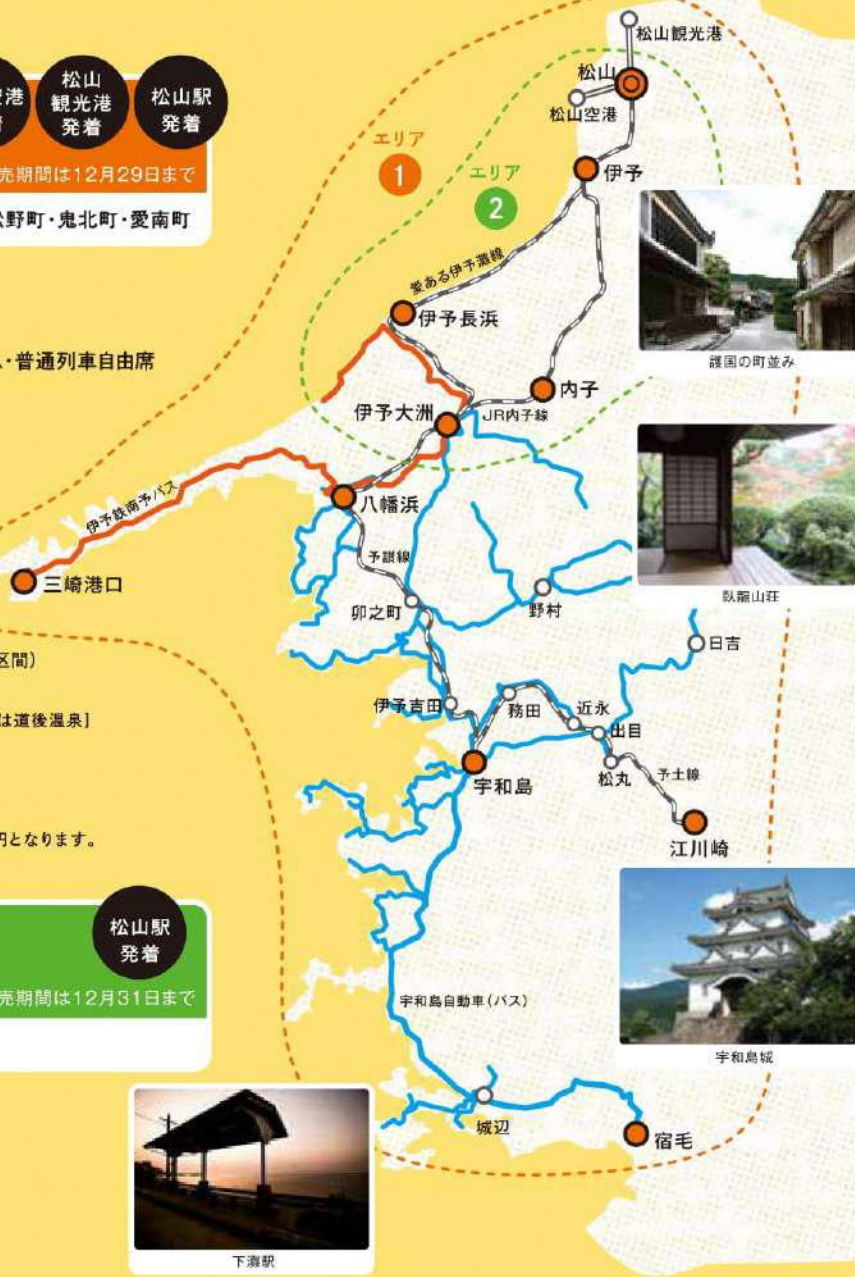 松山観光港
松山
観光港
発着
松山駅
発着
松山
松山空港
売期間は12月29日まで
野町・鬼北町・愛南町
エリア
1
エリア
2
伊予
愛ある伊予灘線
伊予長浜
護国の町並み
・普通列車自由席
伊予大洲
内子
JR内子線
八幡浜
伊予鉄南予バス
三崎港口
予讃線
臥龍山荘
卯之町
野村
日吉
区間)
は道後温泉]
伊予吉田
務田
近永
出目
松丸
予土線
宇和島
江川崎
円となります。
松山駅
発着
売期間は12月31日まで
宇和島自動車(バス)
宇和島城
城辺
宿毛
下灘駅